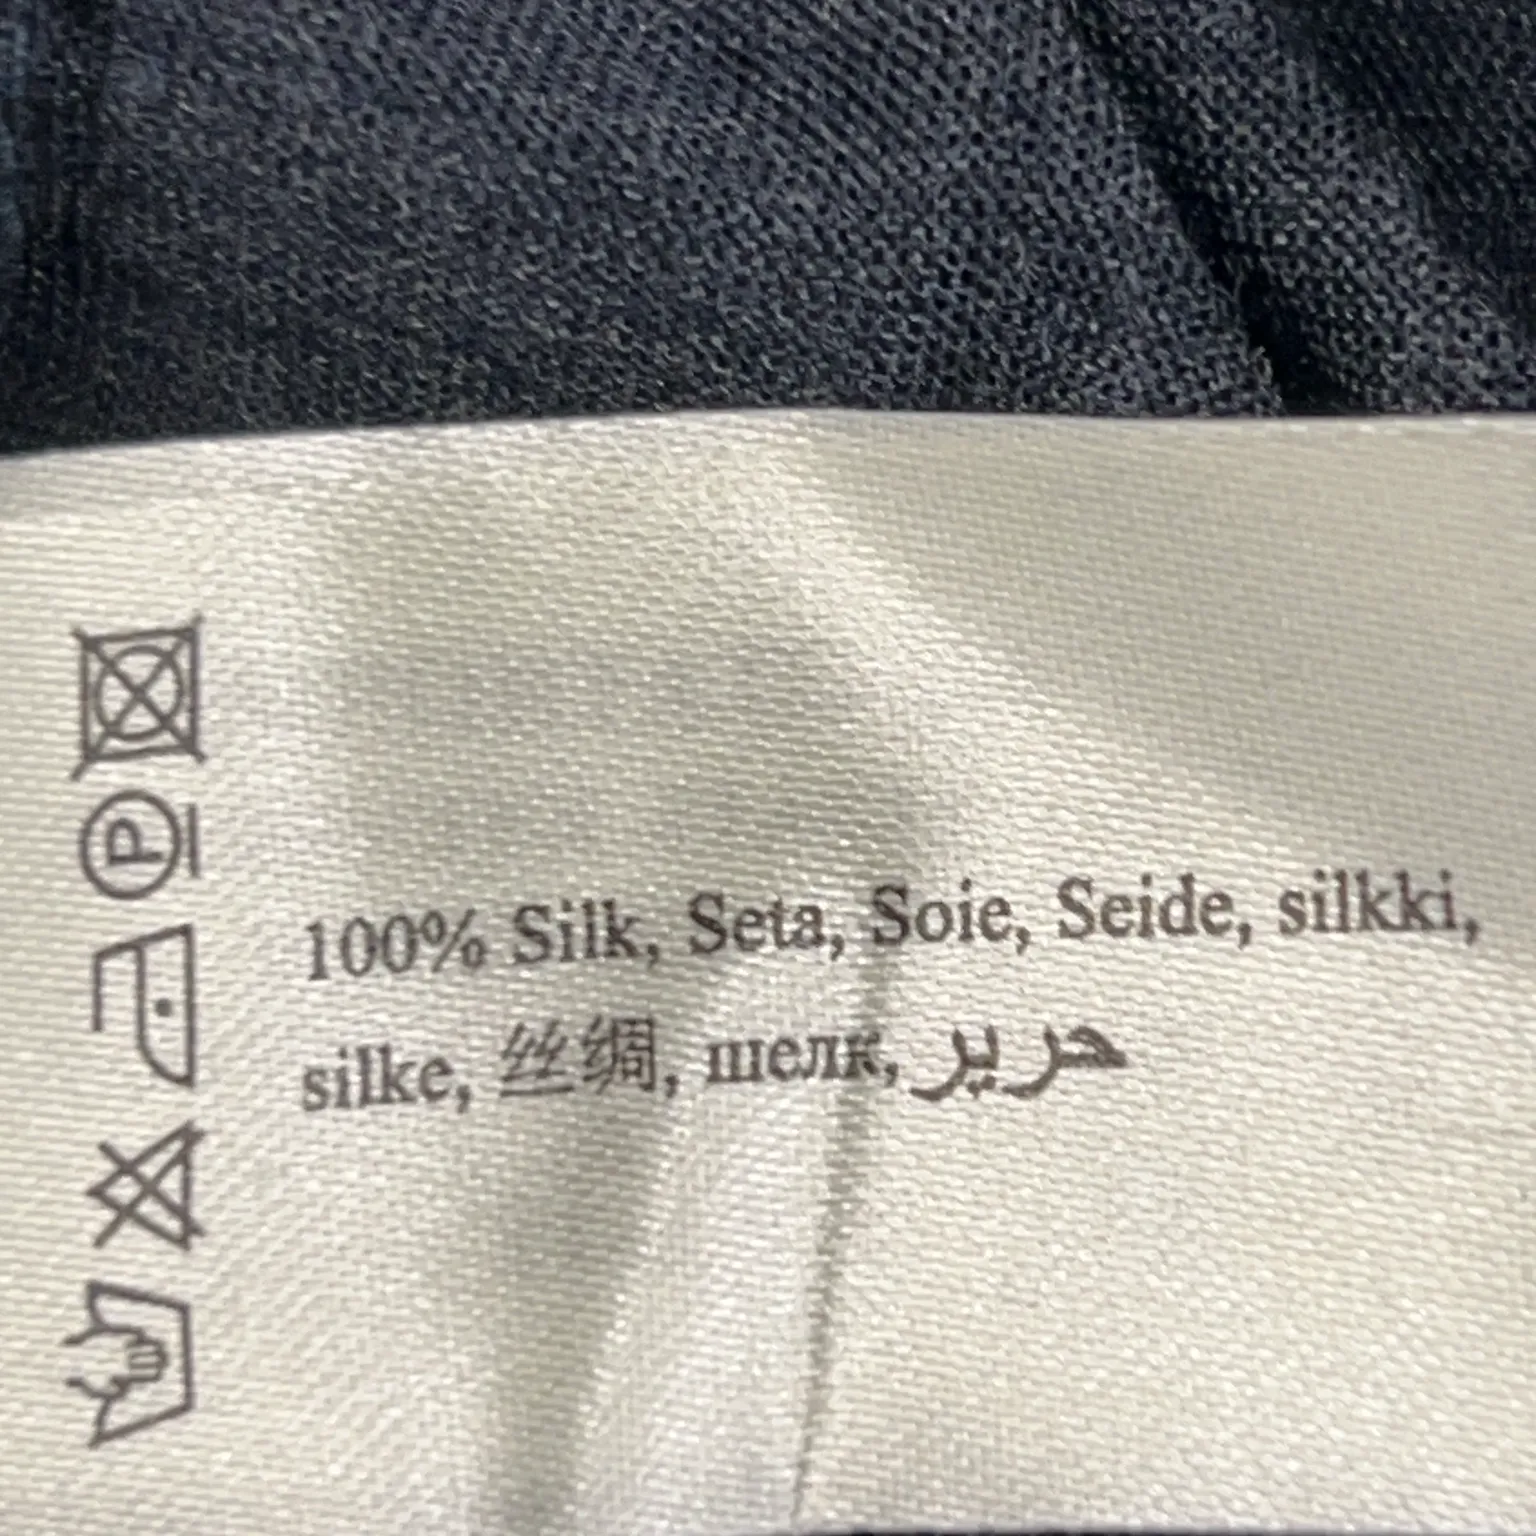 100% Silk, Seta, Soie, Seide, silkki,
silke, 丝绸, шелк, حرير
P